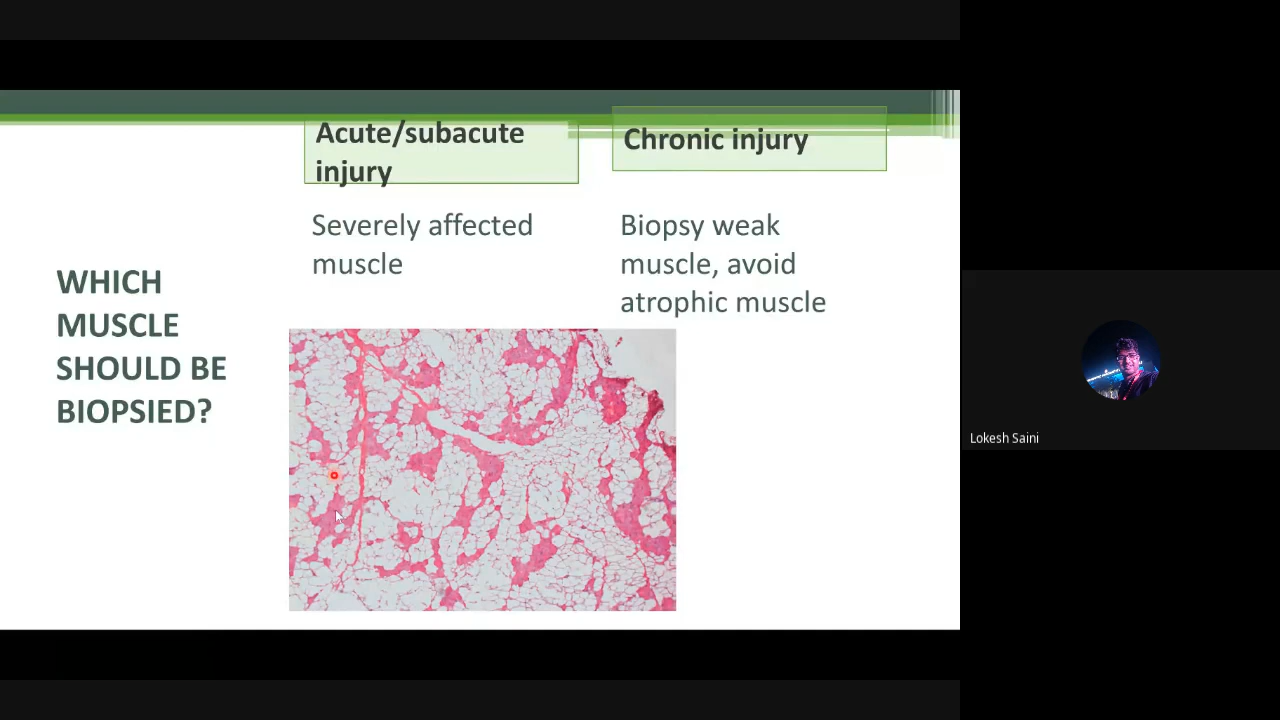 Acute/subacute
injury
Chronic injury
Severely affected
muscle
Biopsy weak
muscle, avoid
atrophic muscle
WHICH
MUSCLE
SHOULD BE
BIOPSIED?
Lokesh Saini